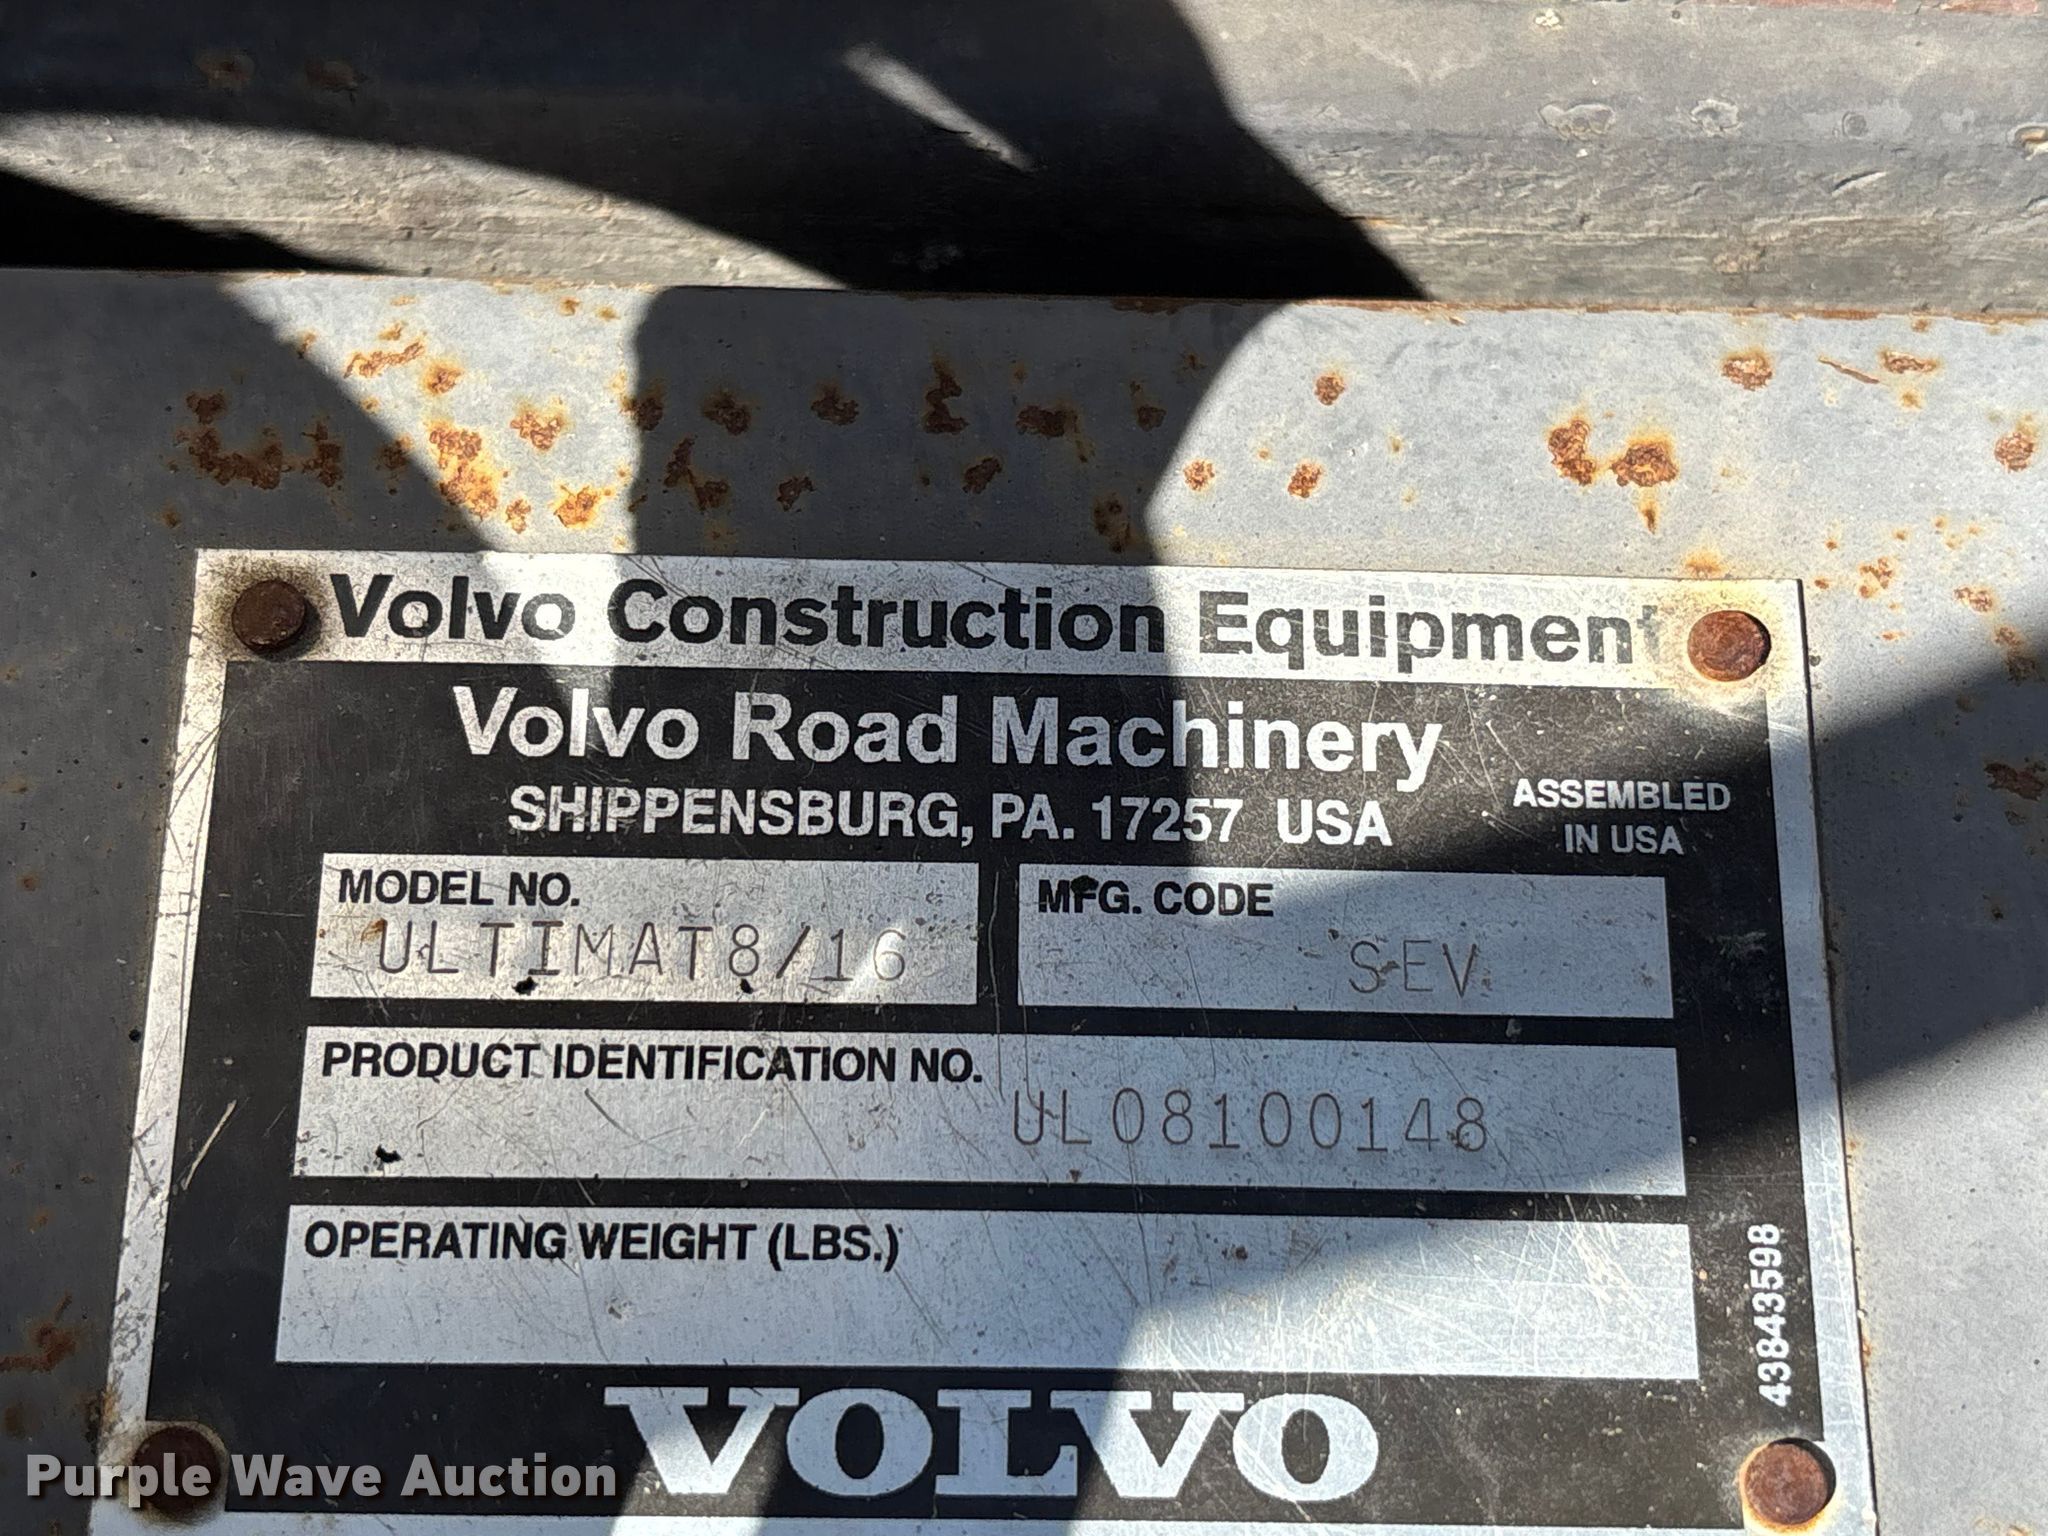 Volvo Construction Equipment
Volvo Road Machinery
SHIPPENSBURG, PA. 17257 USA
ASSEMBLED
IN USA
MODEL NO.
ULTIMAT8/16
MFG. CODE
SEV
PRODUCT IDENTIFICATION NO.
UL08100148
OPERATING WEIGHT (LBS.)
43843598
VOLVO
Purple Wave Auction